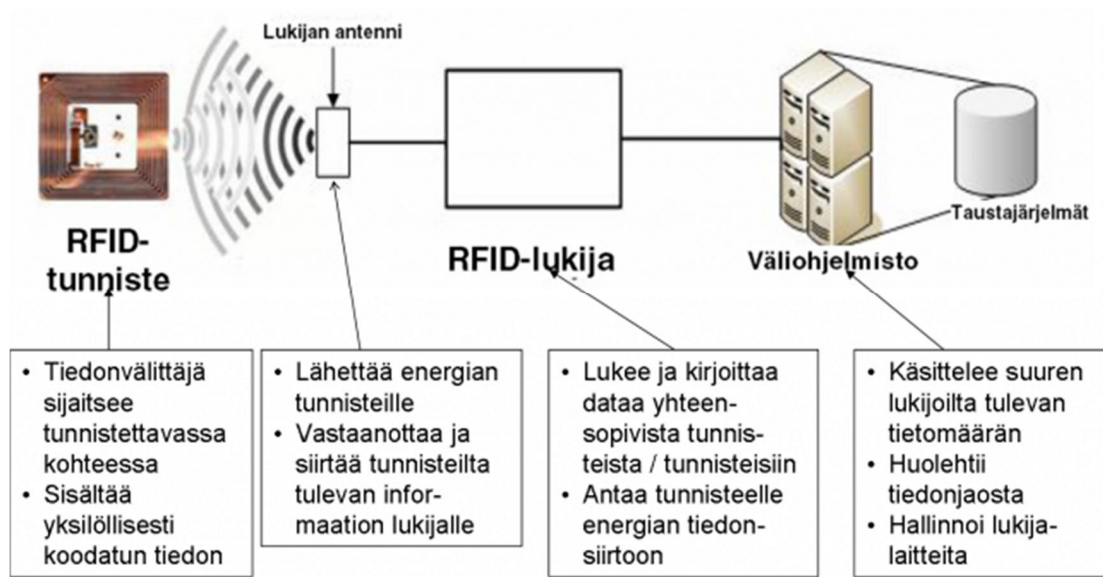 Lukijan antenni
RFID-
tunniste
RFID-lukija
Väliohjelmisto
Taustajärjelmät
• Tiedonvälittäjä
sijaitsee
tunnistettavassa
kohteessa
• Sisältää
yksilöllisesti
koodatun tiedon
• Lähettää energian
tunnisteille
• Vastaanottaa ja
siirtää tunnisteilta
tulevan infor-
maation lukijalle
• Lukee ja kirjoittaa
dataa yhteen-
sopivista tunnis-
teista / tunnisteisiin
• Antaa tunnisteelle
energian tiedon-
siirtoon
• Käsittelee suuren
lukijoilta tulevan
tietomäärän
• Huolehtii
tiedonjaosta
• Hallinnoi lukija-
laitteita